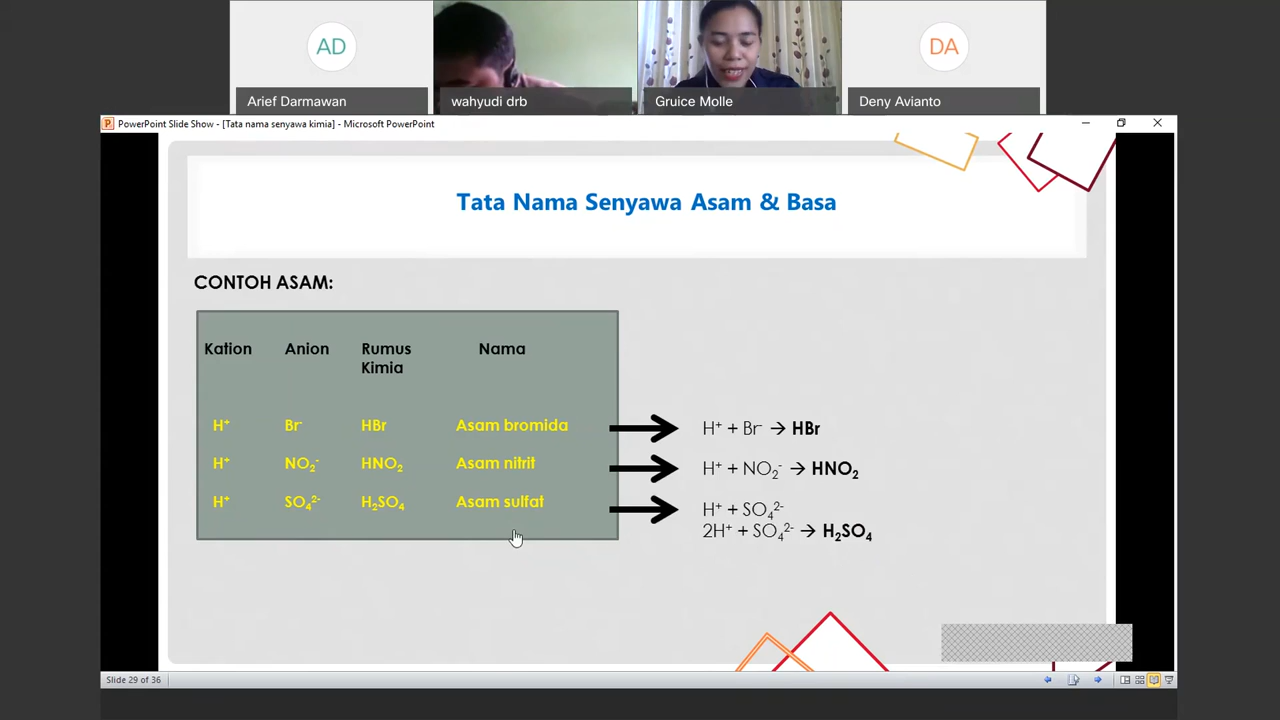 AD
DA
Arief Darmawan
wahyudi drb
Gruice Molle
Deny Avianto
PowerPoint Slide Show - [Tata nama senyawa kimia] - Microsoft PowerPoint
Tata Nama Senyawa Asam & Basa
CONTOH ASAM:
Kation Anion Rumus Kimia Nama
H⁺ Br⁻ HBr Asam bromida
H⁺ + Br⁻ → HBr
H⁺ NO₂⁻ HNO₂ Asam nitrit
H⁺ + NO₂⁻ → HNO₂
H⁺ SO₄²⁻ H₂SO₄ Asam sulfat
H⁺ + SO₄²⁻
2H⁺ + SO₄²⁻ → H₂SO₄
Slide 29 of 36